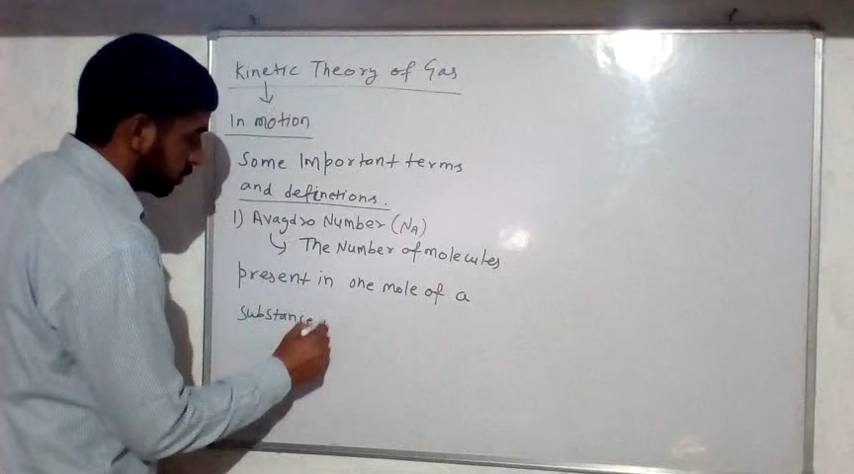 Kinetic Theory of Gas
↓
In motion
Some Important terms
and definetions.
1) Avagdro Number (NA)
↳ The Number of molecules
present in one mole of a
Substance